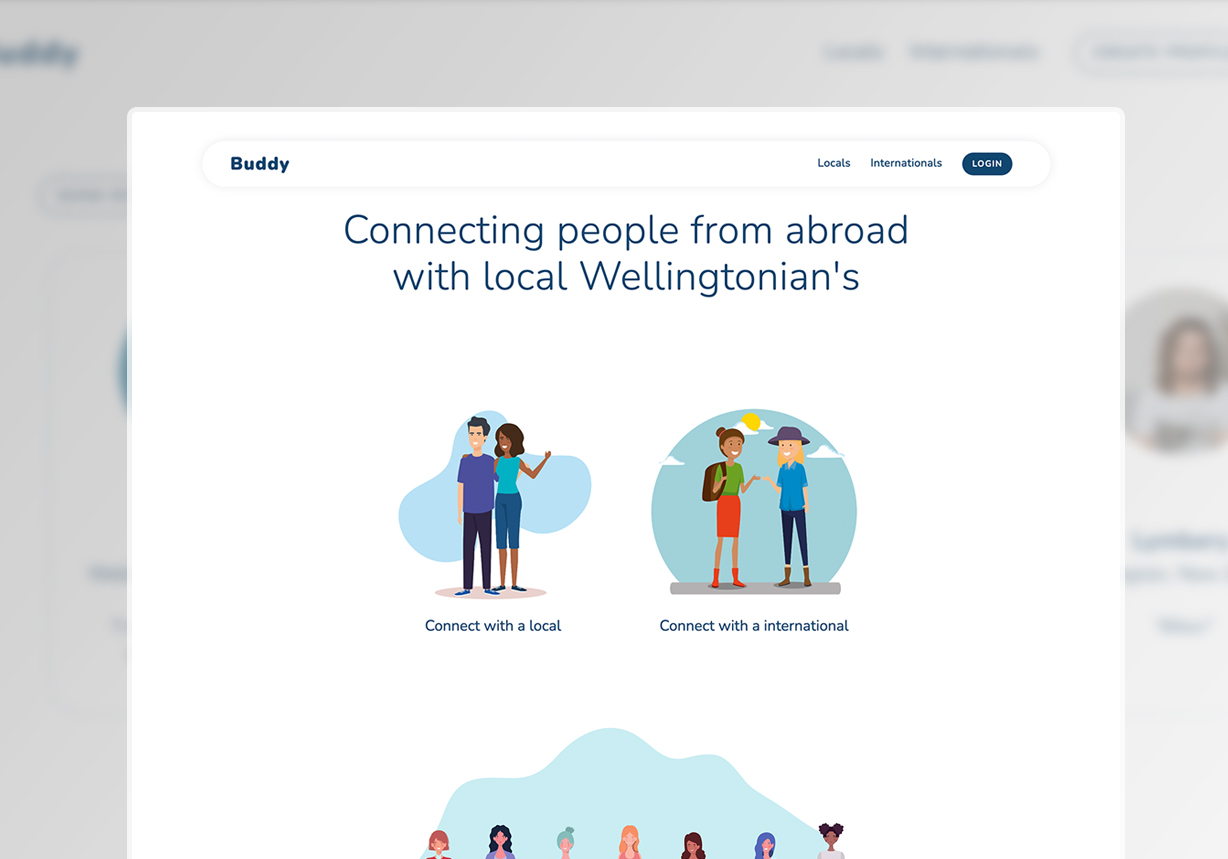 Buddy
Locals
Internationals
LOGIN
Connecting people from abroad
with local Wellingtonian's
Connect with a local
Connect with a international